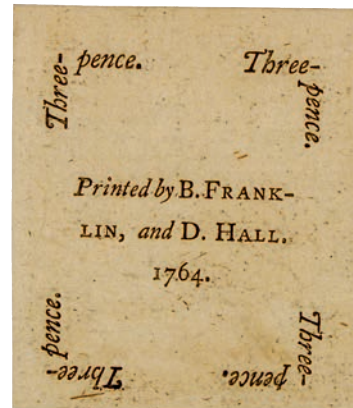 Three-pence.
Three-pence.
Printed by B. FRANK-
LIN, and D. HALL.
1764.
Three-pence.
Three-pence.